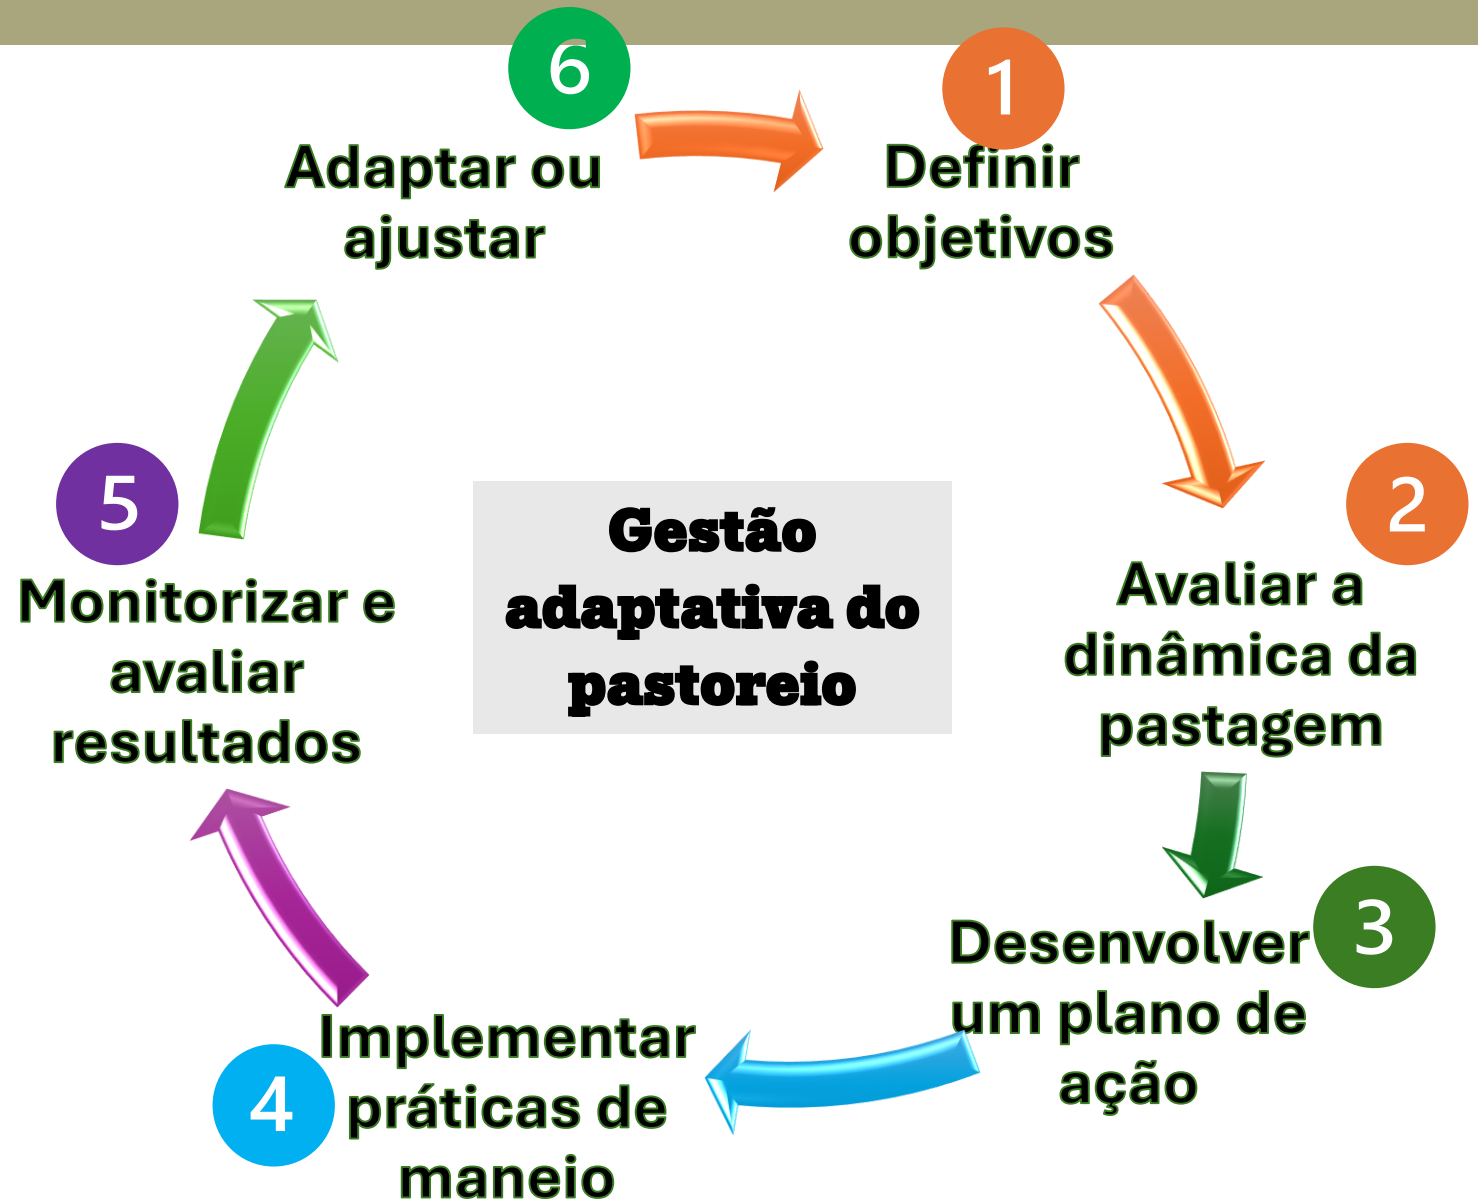 6
Adaptar ou
ajustar
1
Definir
objetivos
2
Avaliar a
dinâmica da
pastagem
3
Desenvolver
um plano de
ação
4
Implementar
práticas de
maneio
5
Monitorizar e
avaliar
resultados
Gestão
adaptativa do
pastoreio